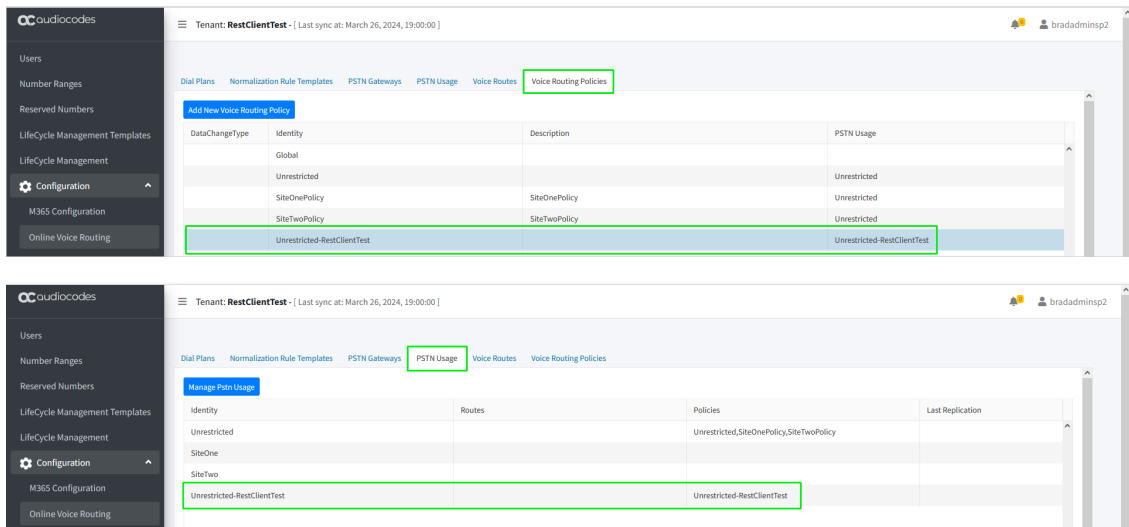 audiocodes
Tenant: RestClientTest - [ Last sync at: March 26, 2024, 19:00:00 ]
0
bradadminsp2
Users
Number Ranges
Reserved Numbers
LifeCycle Management Templates
LifeCycle Management
Configuration
M365 Configuration
Online Voice Routing
Dial Plans Normalization Rule Templates PSTN Gateways PSTN Usage Voice Routes Voice Routing Policies
Add New Voice Routing Policy
DataChangeType Identity Description PSTN Usage
Global
Unrestricted Unrestricted
SiteOnePolicy SiteOnePolicy Unrestricted
SiteTwoPolicy SiteTwoPolicy Unrestricted
Unrestricted-RestClientTest Unrestricted-RestClientTest
audiocodes
Tenant: RestClientTest - [ Last sync at: March 26, 2024, 19:00:00 ]
0
bradadminsp2
Users
Number Ranges
Reserved Numbers
LifeCycle Management Templates
LifeCycle Management
Configuration
M365 Configuration
Online Voice Routing
Dial Plans Normalization Rule Templates PSTN Gateways PSTN Usage Voice Routes Voice Routing Policies
Manage Pstn Usage
Identity Routes Policies Last Replication
Unrestricted Unrestricted,SiteOnePolicy,SiteTwoPolicy
SiteOne
SiteTwo
Unrestricted-RestClientTest Unrestricted-RestClientTest